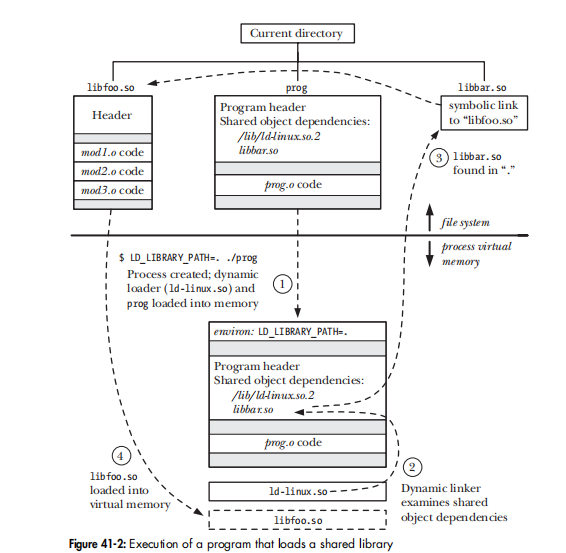 Current directory
libfoo.so
prog
libbar.so
Header
mod1.o code
mod2.o code
mod3.o code
Program header
Shared object dependencies:
/lib/ld-linux.so.2
libbar.so
prog.o code
symbolic link
to “libfoo.so”
3 libbar.so
found in “.”
file system
process virtual
memory
$ LD_LIBRARY_PATH=. ./prog
Process created; dynamic
loader (ld-linux.so) and
prog loaded into memory
1
environ: LD_LIBRARY_PATH=.
Program header
Shared object dependencies:
/lib/ld-linux.so.2
libbar.so
prog.o code
4
libfoo.so
loaded into
virtual memory
2
Dynamic linker
examines shared
object dependencies
ld-linux.so
libfoo.so
Figure 41-2: Execution of a program that loads a shared library